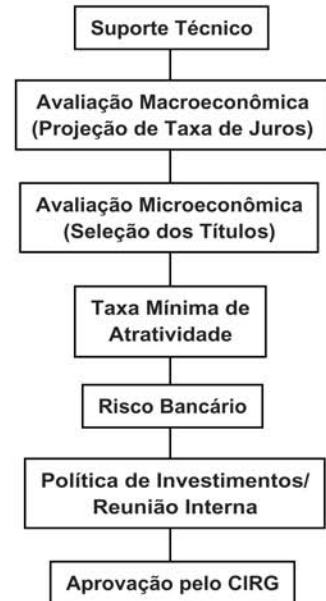 Suporte Técnico
Avaliação Macroeconômica
(Projeção de Taxa de Juros)
Avaliação Microeconômica
(Seleção dos Títulos)
Taxa Mínima de
Atratividade
Risco Bancário
Política de Investimentos/
Reunião Interna
Aprovação pelo CIRG